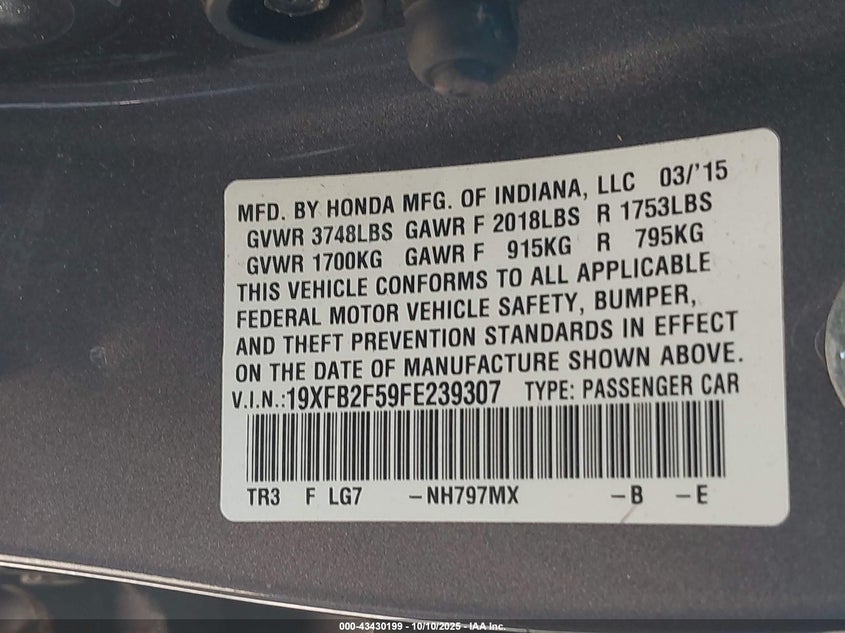 MFD. BY HONDA MFG. OF INDIANA, LLC 03/'15
GVWR 3748LBS GAWR F 2018LBS R 1753LBS
GVWR 1700KG GAWR F 915KG R 795KG
THIS VEHICLE CONFORMS TO ALL APPLICABLE
FEDERAL MOTOR VEHICLE SAFETY, BUMPER,
AND THEFT PREVENTION STANDARDS IN EFFECT
ON THE DATE OF MANUFACTURE SHOWN ABOVE.
V.I.N.:19XFB2F59FE239307 TYPE: PASSENGER CAR
TR3 F LG7 –NH797MX –B –E
000-43430199 - 10/10/2025 - IAA Inc.